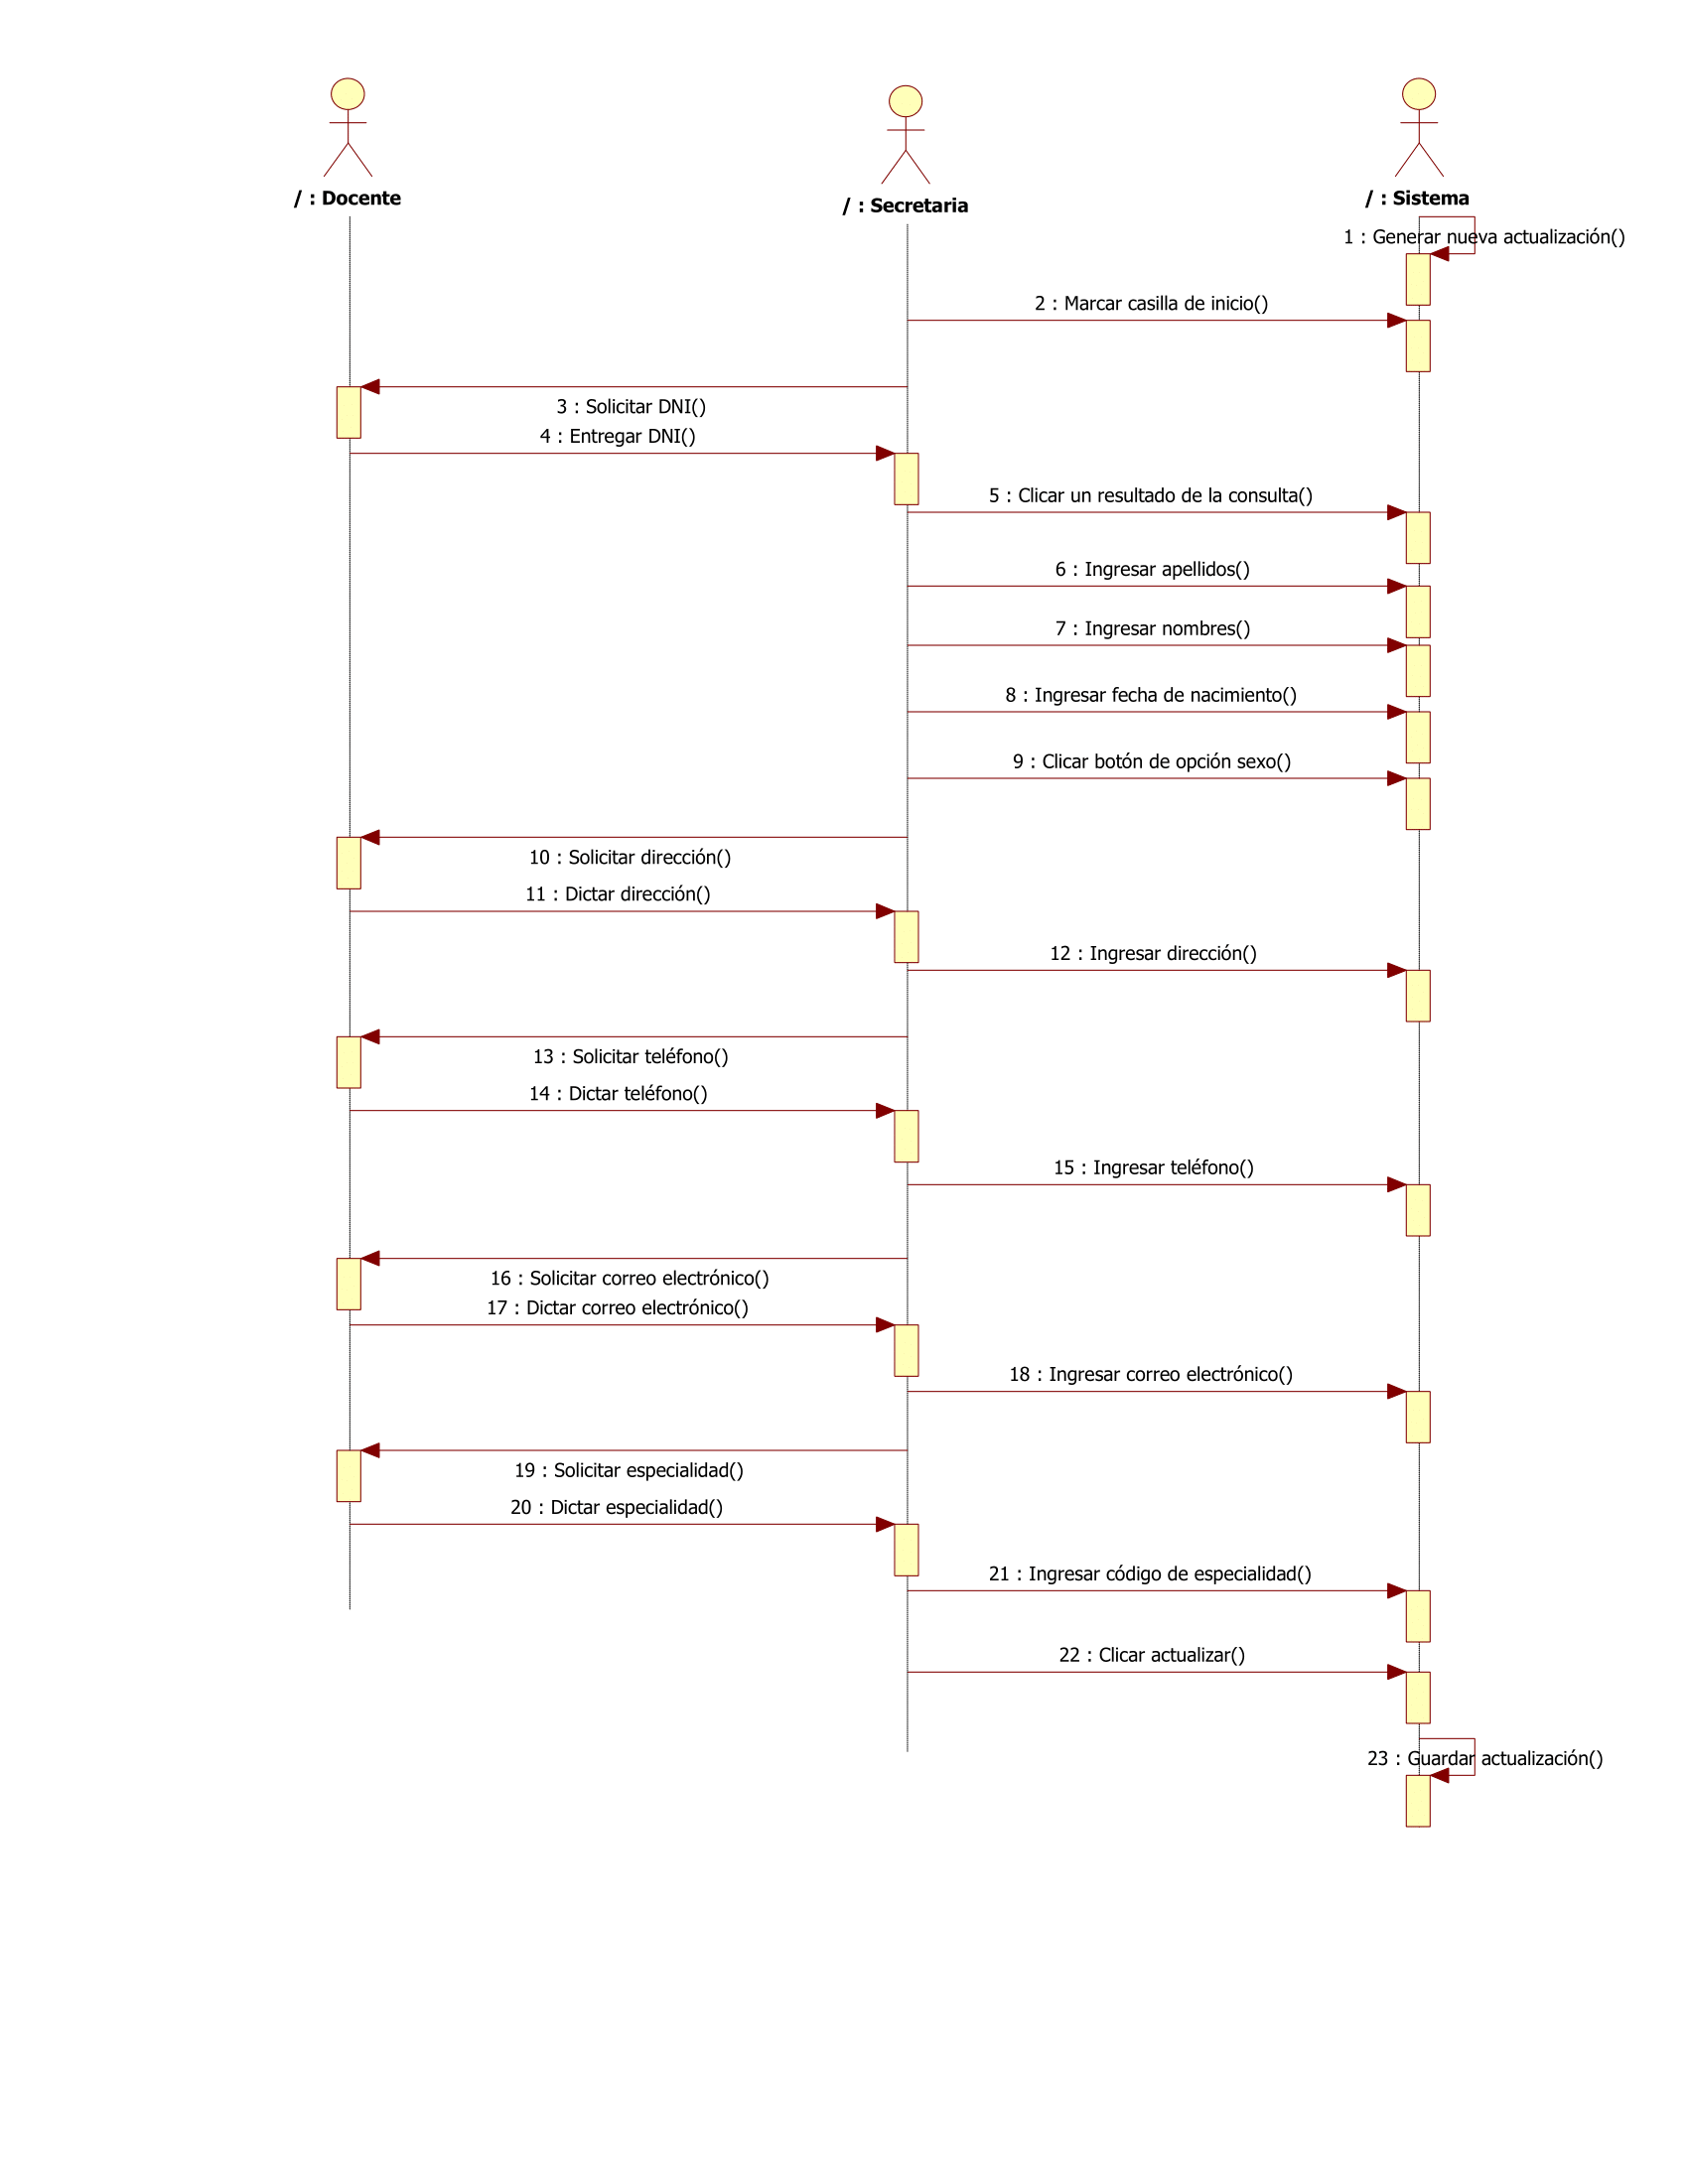 / : Docente
/ : Secretaria
/ : Sistema
1 : Generar nueva actualización()
2 : Marcar casilla de inicio()
3 : Solicitar DNI()
4 : Entregar DNI()
5 : Clicar un resultado de la consulta()
6 : Ingresar apellidos()
7 : Ingresar nombres()
8 : Ingresar fecha de nacimiento()
9 : Clicar botón de opción sexo()
10 : Solicitar dirección()
11 : Dictar dirección()
12 : Ingresar dirección()
13 : Solicitar teléfono()
14 : Dictar teléfono()
15 : Ingresar teléfono()
16 : Solicitar correo electrónico()
17 : Dictar correo electrónico()
18 : Ingresar correo electrónico()
19 : Solicitar especialidad()
20 : Dictar especialidad()
21 : Ingresar código de especialidad()
22 : Clicar actualizar()
23 : Guardar actualización()